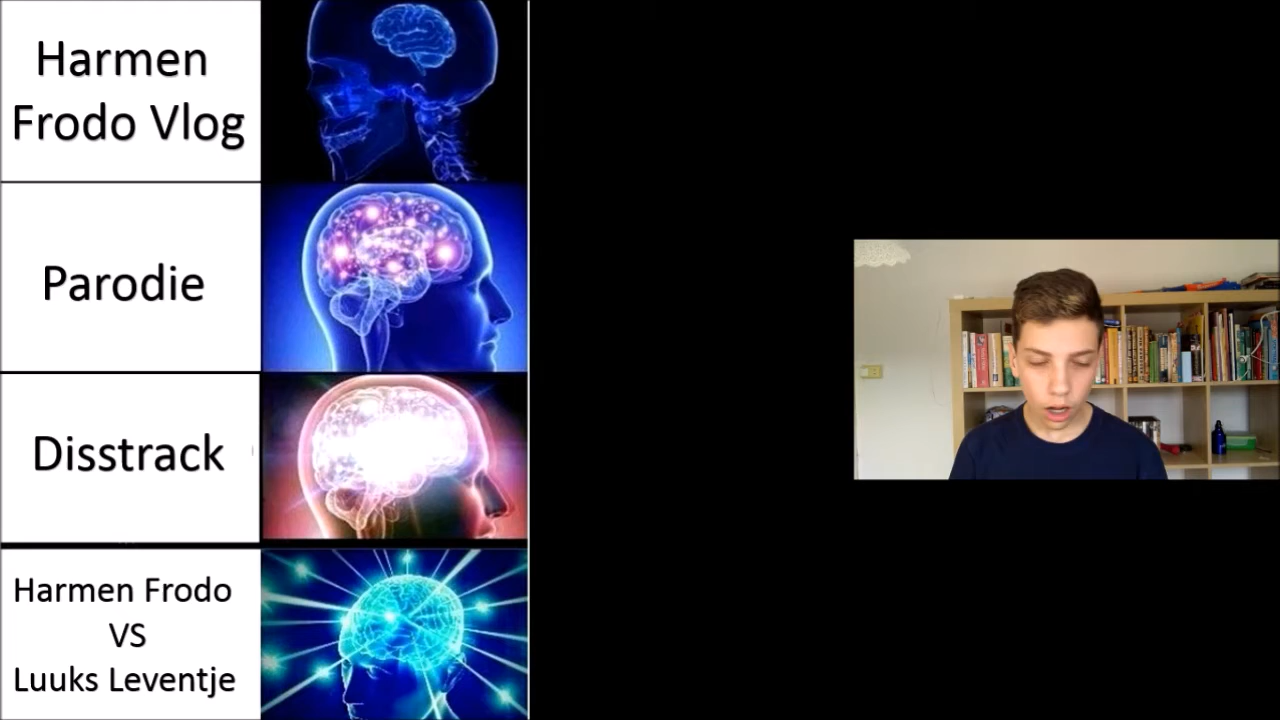 Harmen
Frodo Vlog
Parodie
Disstrack
Harmen Frodo
VS
Luuks Leventje